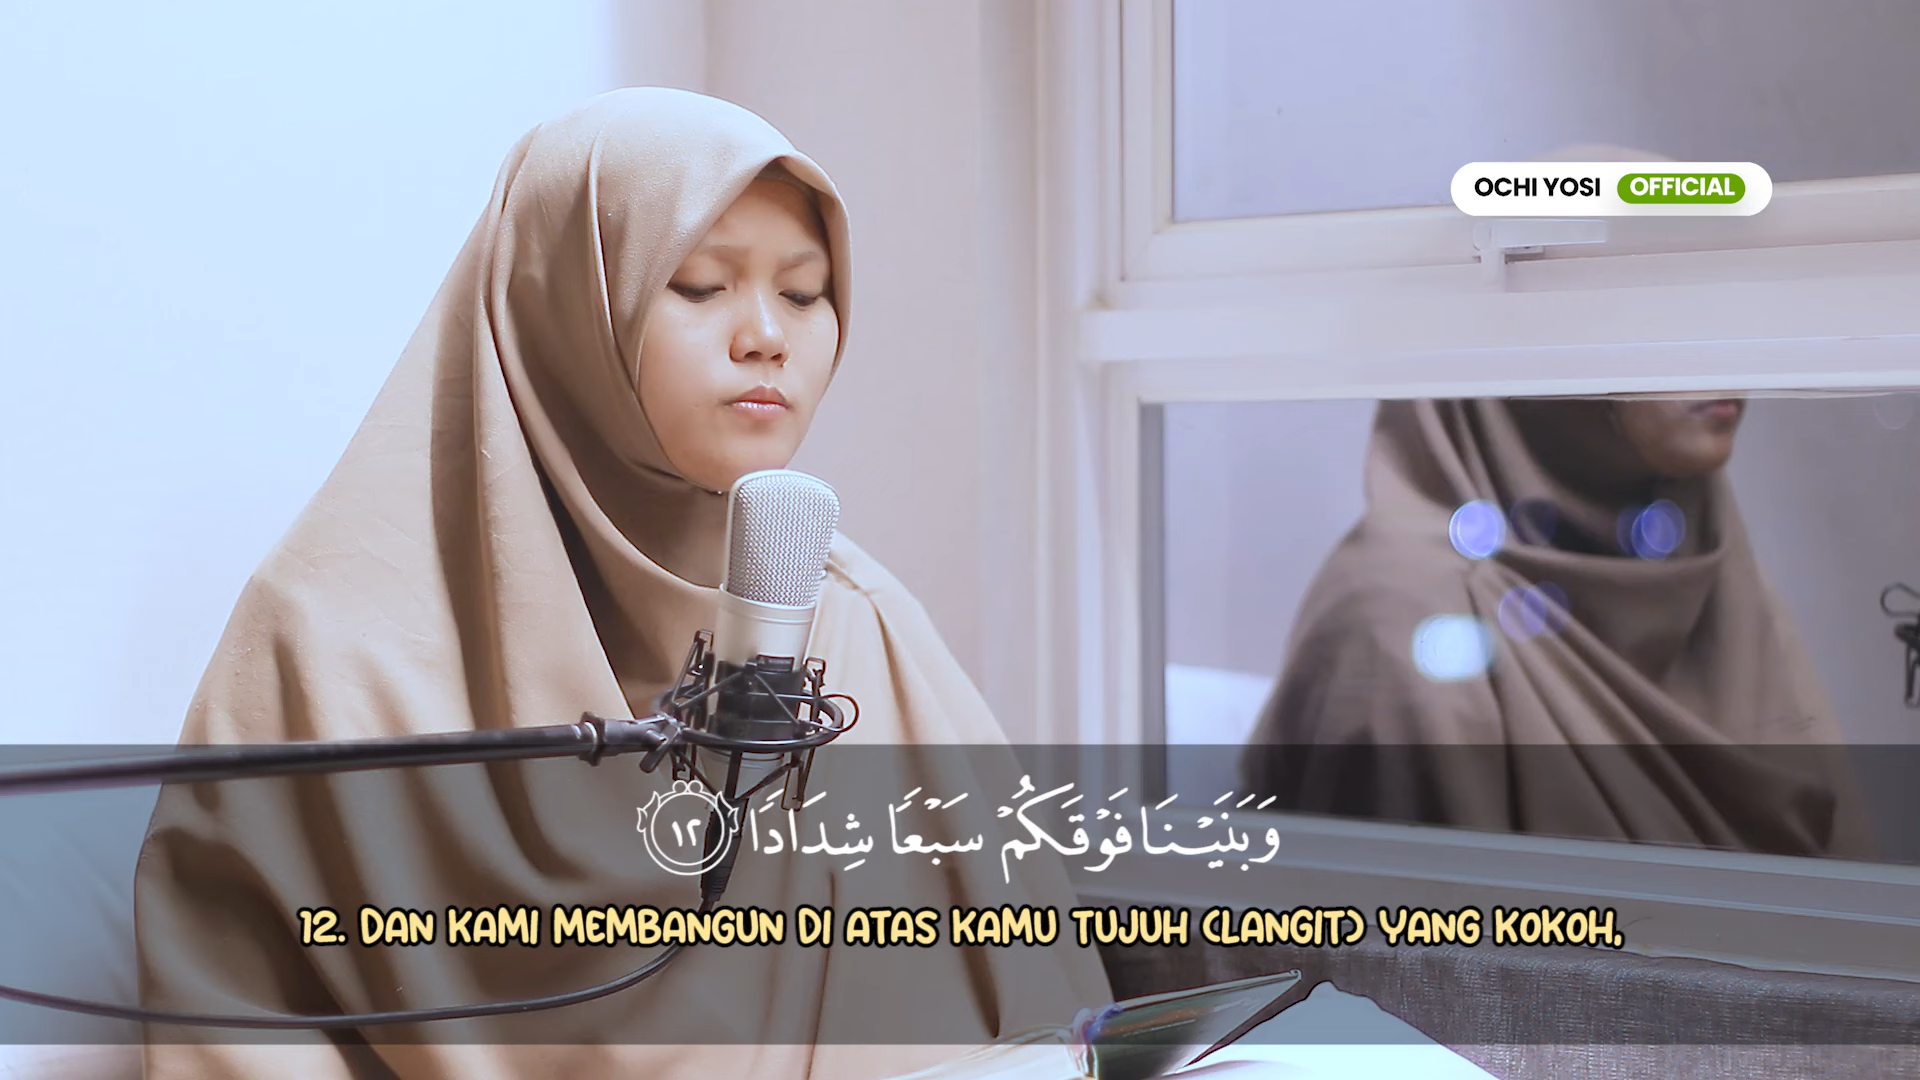 OCHI YOSI OFFICIAL
وَبَنَيْنَا فَوْقَكُمْ سَبْعًا شِدَادًا ١٢
12. DAN KAMI MEMBANGUN DI ATAS KAMU TUJUH (LANGIT) YANG KOKOH,